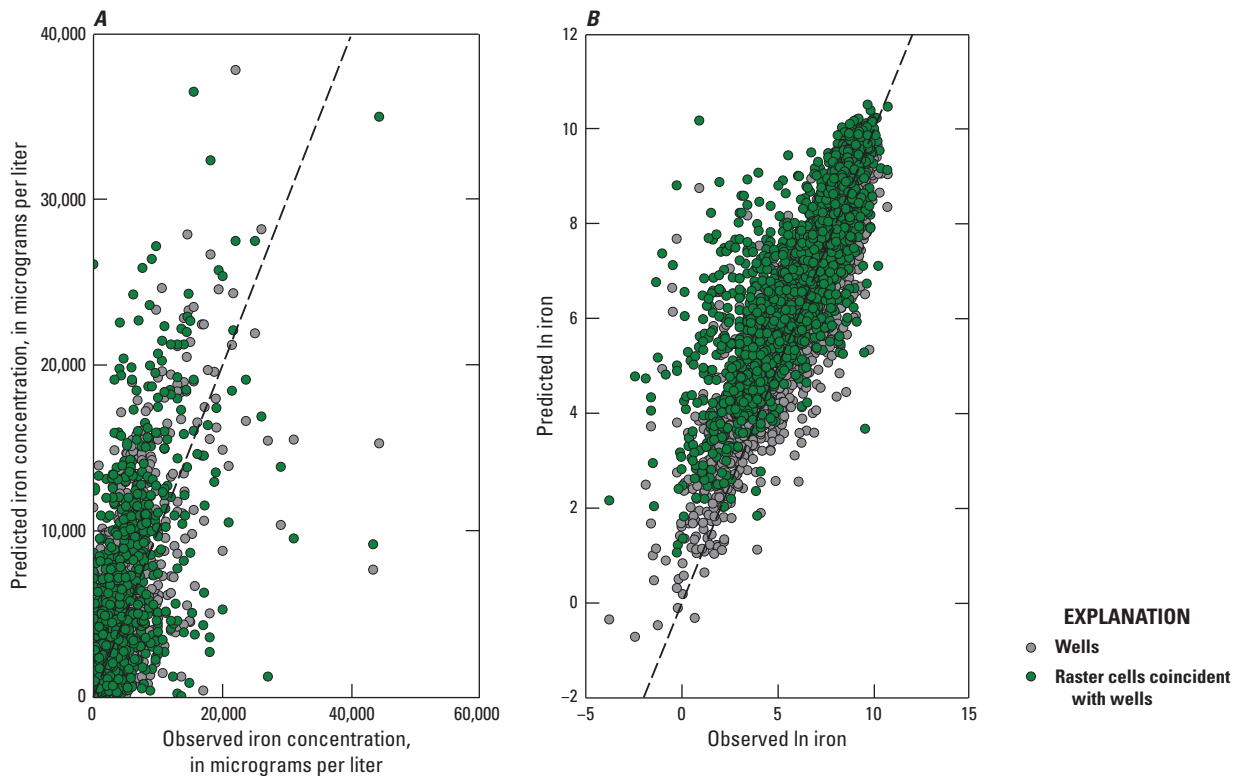 A
40,000
30,000
20,000
10,000
0
0
20,000
40,000
60,000
Predicted iron concentration, in micrograms per liter
Observed iron concentration,
in micrograms per liter
B
12
10
8
6
4
2
0
−2
−5
0
5
10
15
Predicted ln iron
Observed ln iron
EXPLANATION
Wells
Raster cells coincident
with wells